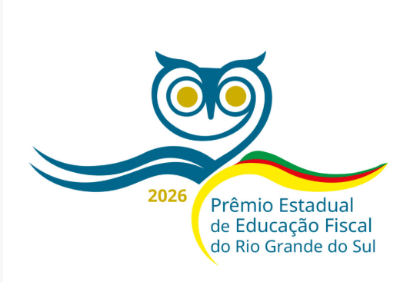 2026
Prêmio Estadual
de Educação Fiscal
do Rio Grande do Sul